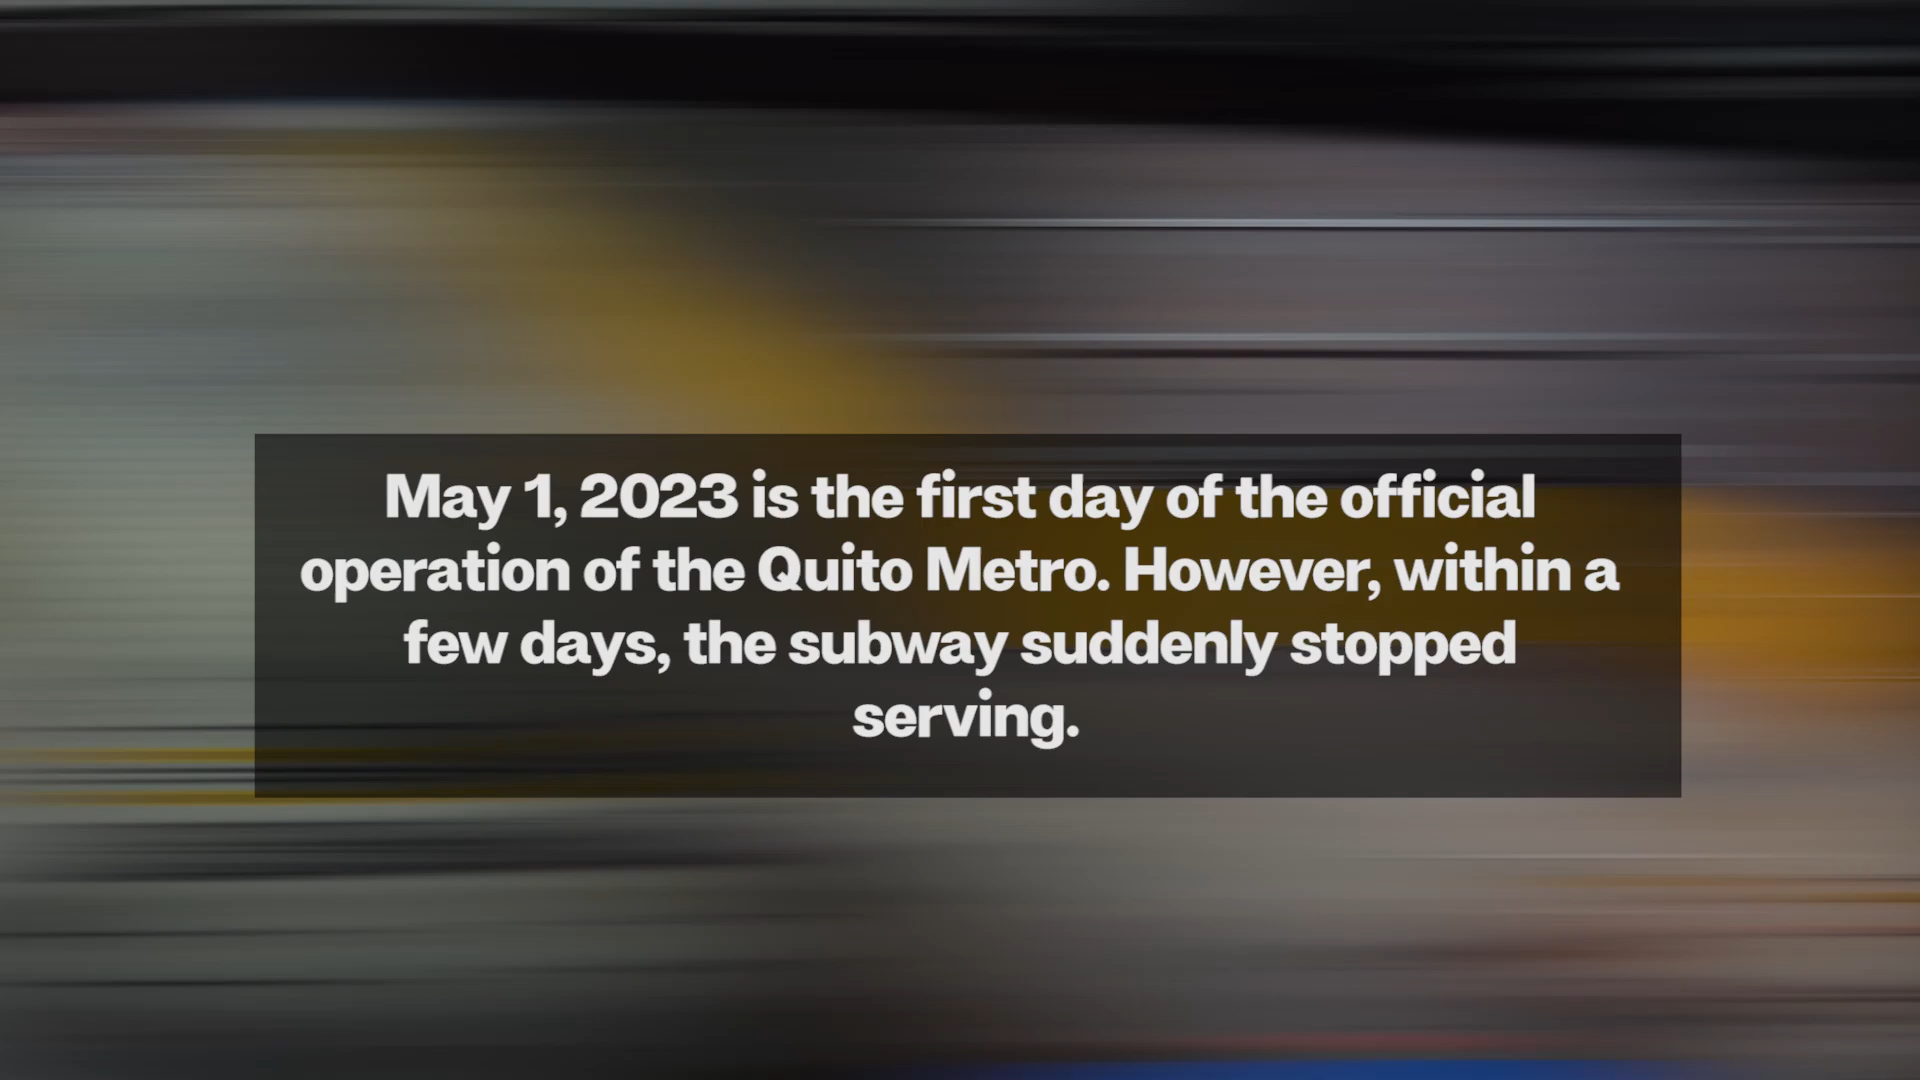 May 1, 2023 is the first day of the official
operation of the Quito Metro. However, within a
few days, the subway suddenly stopped
serving.